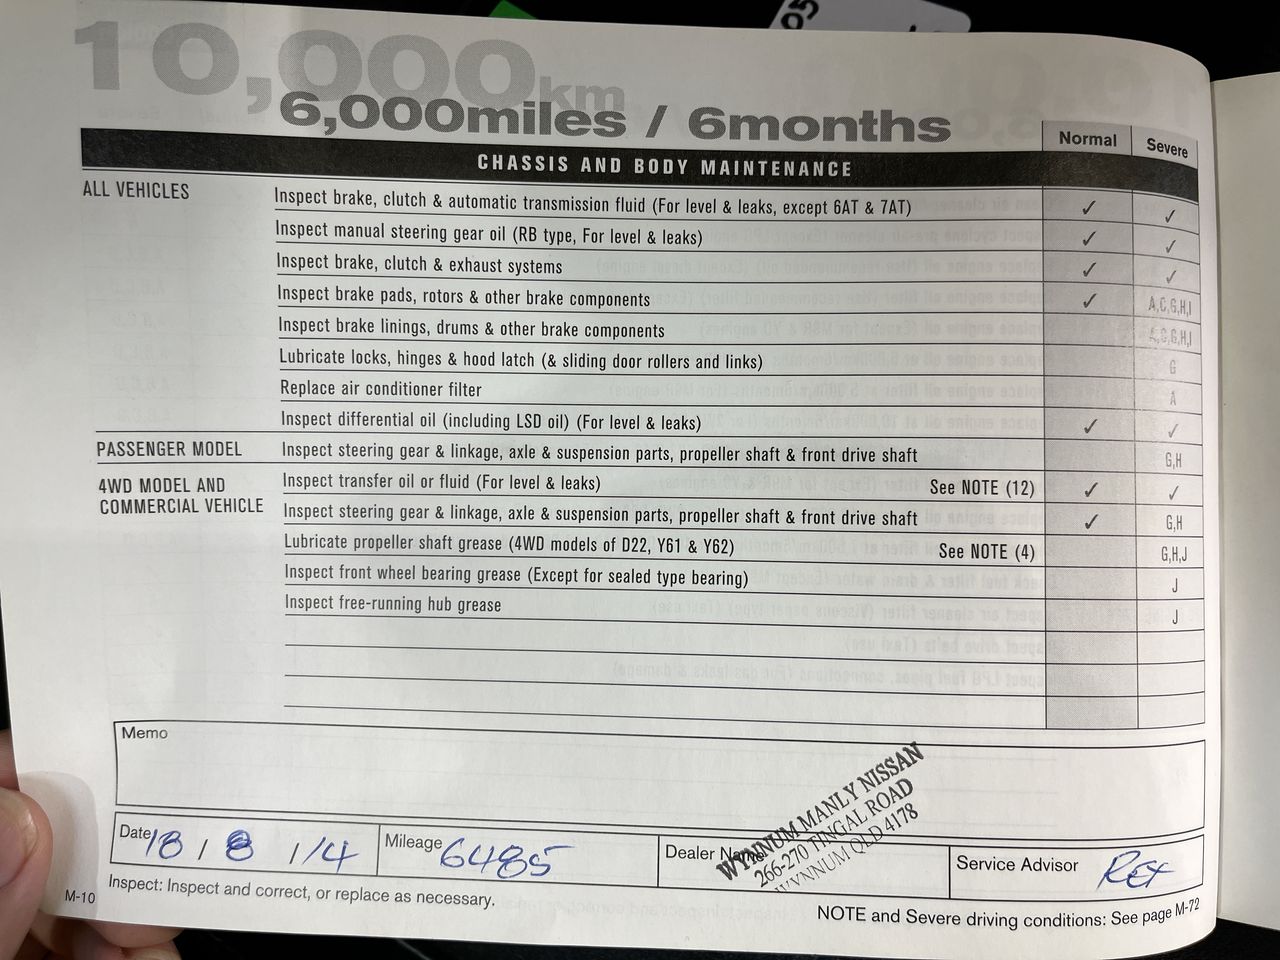 05
10,000km
6,000miles / 6months
Normal Severe
CHASSIS AND BODY MAINTENANCE
ALL VEHICLES Inspect brake, clutch & automatic transmission fluid (For level & leaks, except 6AT & 7AT) ✓ ✓
Inspect manual steering gear oil (RB type, For level & leaks) ✓ ✓
Inspect brake, clutch & exhaust systems ✓ ✓
Inspect brake pads, rotors & other brake components ✓ A,C,G,H,I
Inspect brake linings, drums & other brake components A,C,G,H,I
Lubricate locks, hinges & hood latch (& sliding door rollers and links) G
Replace air conditioner filter A
Inspect differential oil (including LSD oil) (For level & leaks) ✓ ✓
PASSENGER MODEL Inspect steering gear & linkage, axle & suspension parts, propeller shaft & front drive shaft G,H
4WD MODEL AND Inspect transfer oil or fluid (For level & leaks) See NOTE (12) ✓ ✓
COMMERCIAL VEHICLE Inspect steering gear & linkage, axle & suspension parts, propeller shaft & front drive shaft ✓ G,H
Lubricate propeller shaft grease (4WD models of D22, Y61 & Y62) See NOTE (4) G,H,J
Inspect front wheel bearing grease (Except for sealed type bearing) J
Inspect free-running hub grease J
Memo
WYNNUM MANLY NISSAN
266-270 TINGAL ROAD
WYNNUM QLD 4178
Date 18 / 8 / 14 Mileage 6485 Dealer Name Service Advisor
M-10 Inspect: Inspect and correct, or replace as necessary.
NOTE and Severe driving conditions: See page M-72